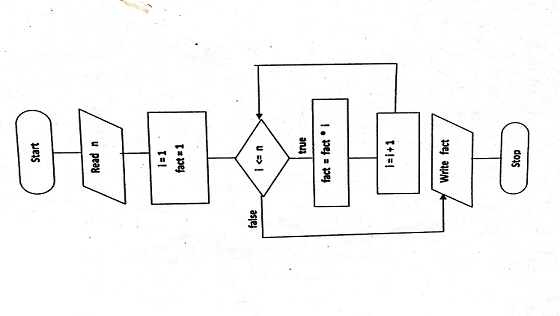 Start
Read n
i = 1
fact = 1
i <= n
true
fact = fact * i
i = i + 1
false
Write fact
Stop